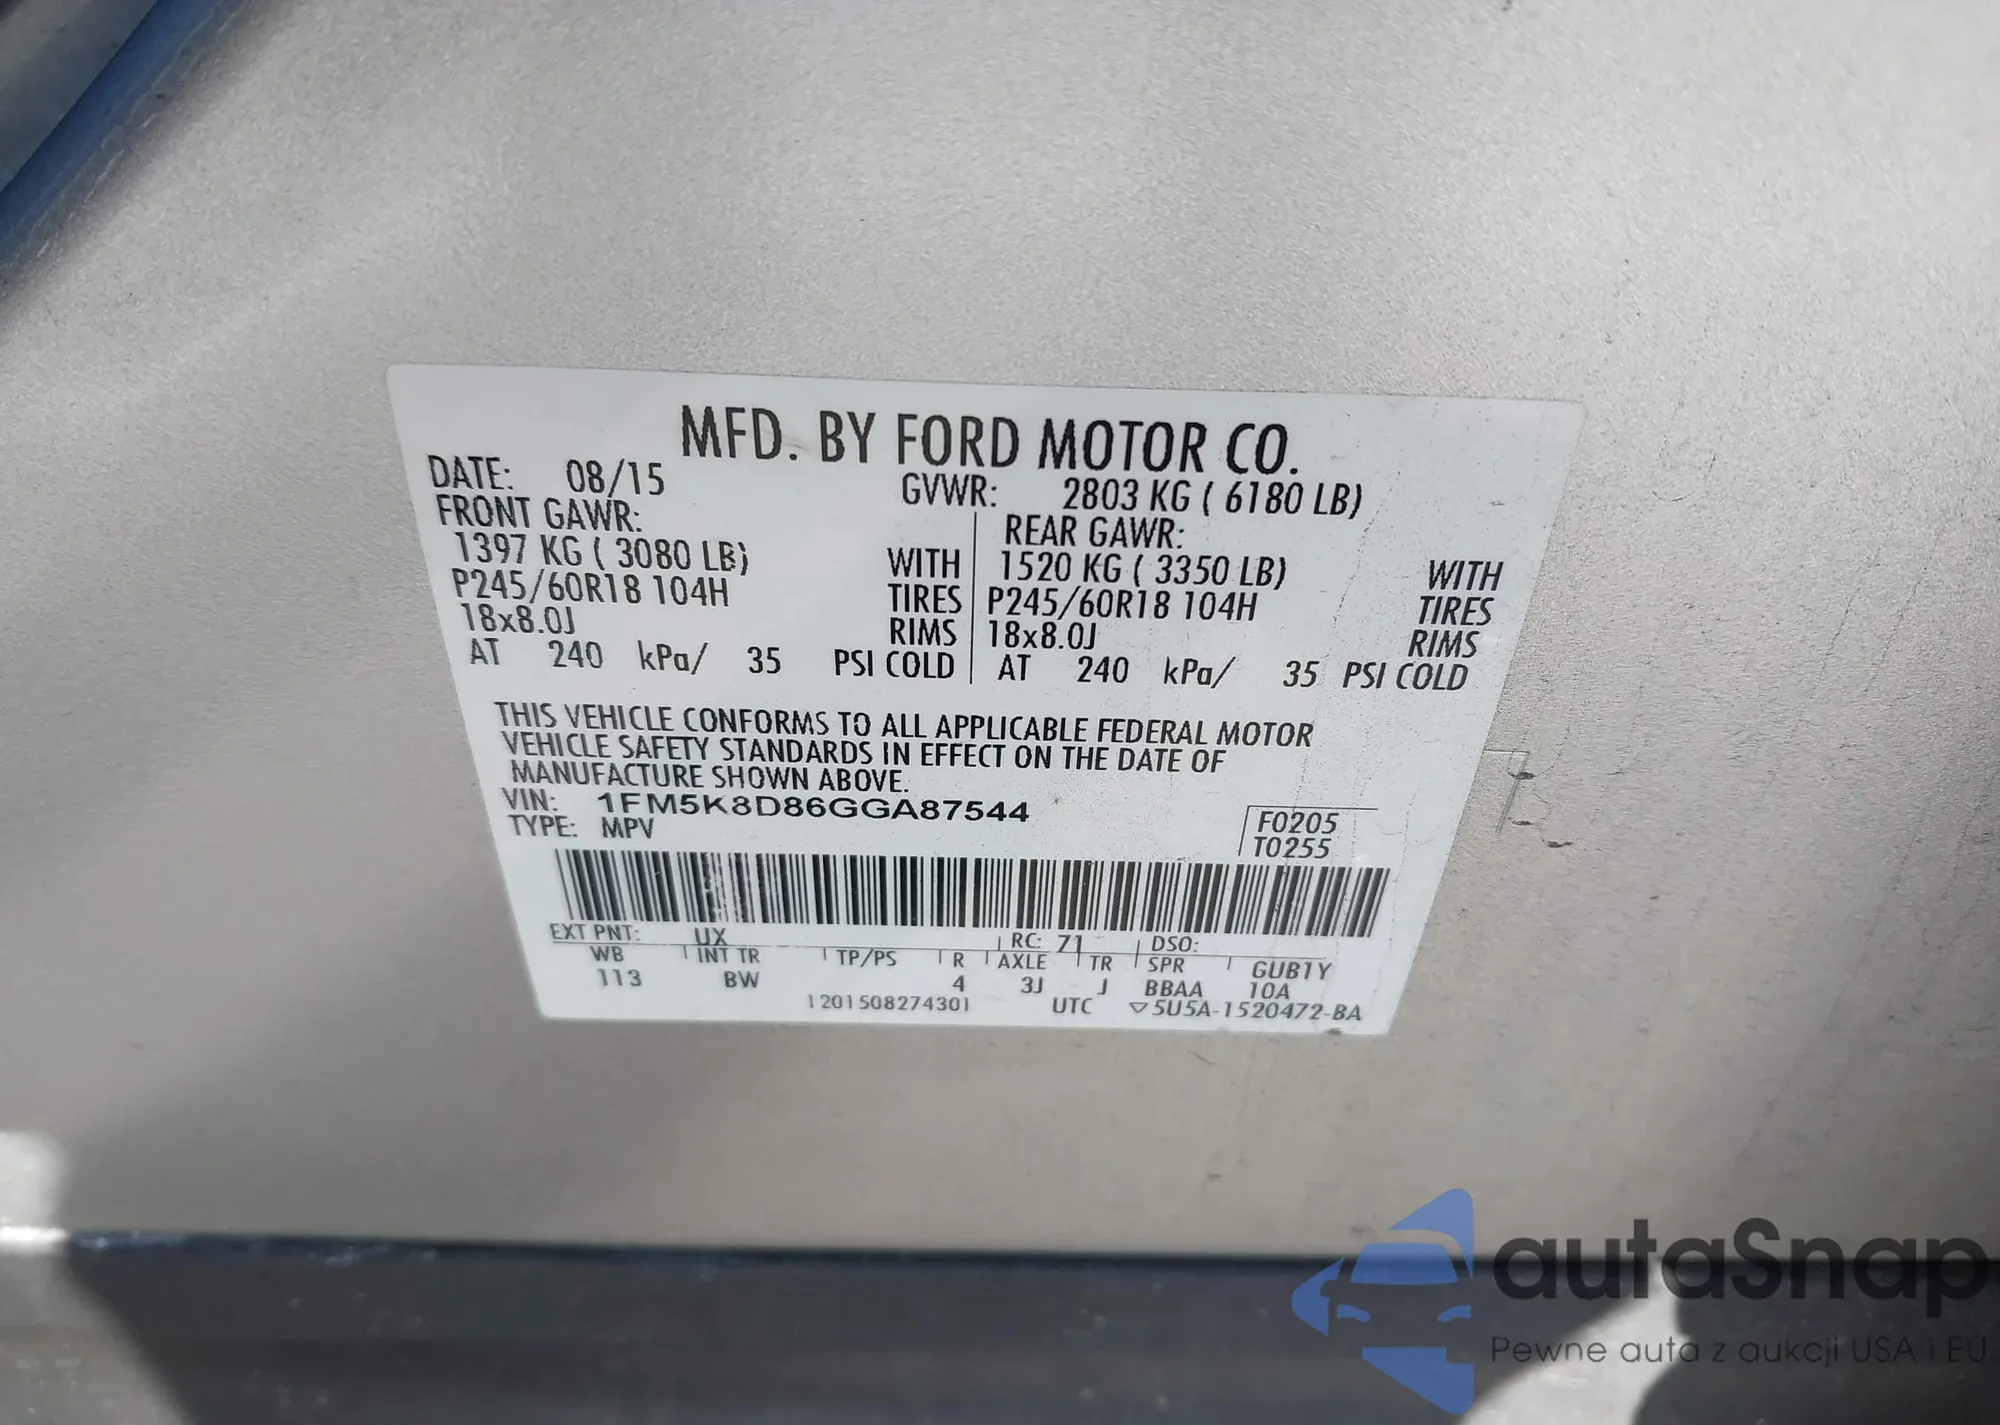 MFD. BY FORD MOTOR CO.
DATE: 08/15 GVWR: 2803 KG ( 6180 LB)
FRONT GAWR: REAR GAWR:
1397 KG ( 3080 LB) WITH 1520 KG ( 3350 LB) WITH
P245/60R18 104H TIRES P245/60R18 104H TIRES
18x8.0J RIMS 18x8.0J RIMS
AT 240 kPa/ 35 PSI COLD AT 240 kPa/ 35 PSI COLD
THIS VEHICLE CONFORMS TO ALL APPLICABLE FEDERAL MOTOR
VEHICLE SAFETY STANDARDS IN EFFECT ON THE DATE OF
MANUFACTURE SHOWN ABOVE.
VIN: 1FM5K8D86GGA87544 F0205
TYPE: MPV T0255
EXT PNT: UX RC: 71 DSO:
WB INT TR TP/PS R AXLE TR SPR GUB1Y
113 BW 4 3J J BBAA 10A
1201508274301 UTC ▽5U5A-1520472-BA
autaSnap
Pewne auta z aukcji USA i EU